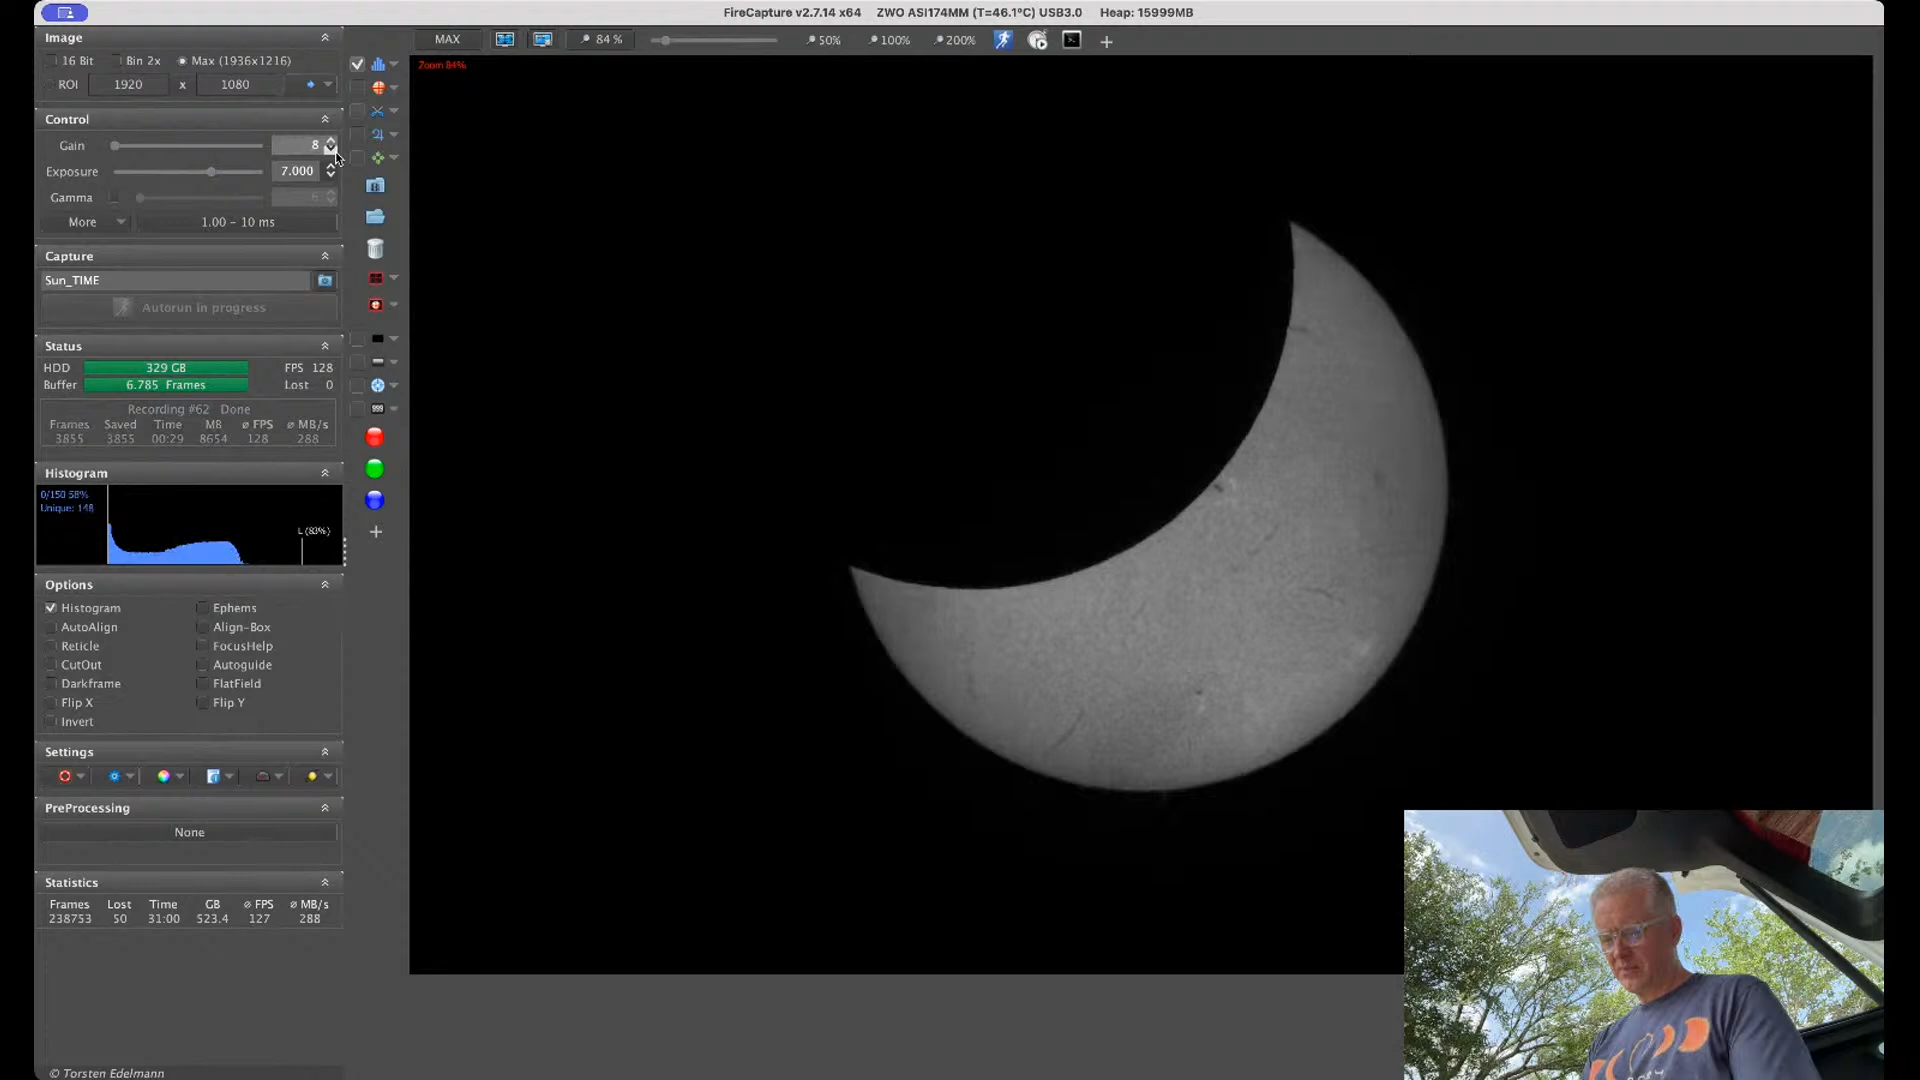 FireCapture v2.7.14 x64 ZWO ASI174MM (T=46.1°C) USB3.0 Heap: 15999MB
Image
16 Bit Bin 2x Max (1936x1216)
ROI 1920 x 1080
Control
Gain 8
Exposure 7.000
Gamma 6
More 1.00 - 10 ms
Capture
Sun_TIME
Autorun in progress
Status
HDD 329 GB FPS 128
Buffer 6.785 Frames Lost 0
Recording #62 Done
Frames Saved Time MB ø FPS ø MB/s
3855 3855 00:29 8654 128 288
Histogram
0/150 58%
Unique: 148
L (83%)
Options
Histogram Ephems
AutoAlign Align-Box
Reticle FocusHelp
CutOut Autoguide
Darkframe FlatField
Flip X Flip Y
Invert
Settings
PreProcessing
None
Statistics
Frames Lost Time GB ø FPS ø MB/s
238753 50 31:00 523.4 127 288
© Torsten Edelmann
MAX 84 % 50% 100% 200%
Zoom 84%
999